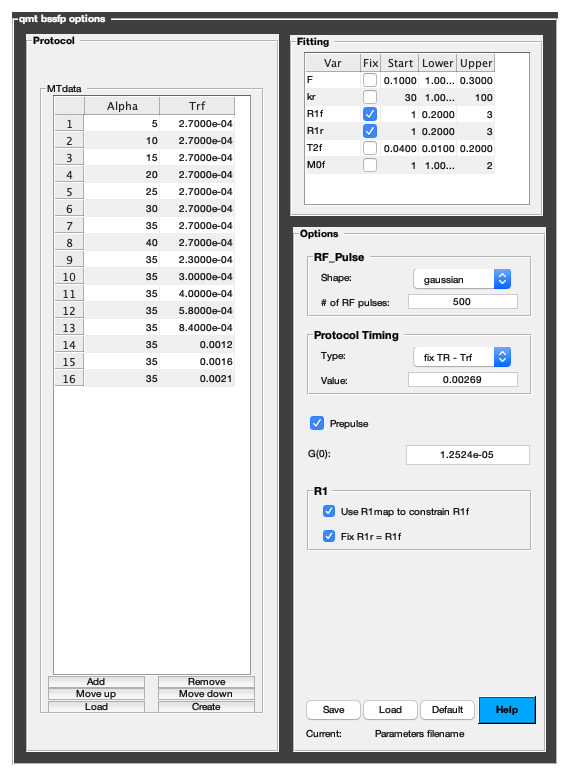 qmt bssfp options
Protocol
MTdata
Alpha Trf
1 5 2.7000e-04
2 10 2.7000e-04
3 15 2.7000e-04
4 20 2.7000e-04
5 25 2.7000e-04
6 30 2.7000e-04
7 35 2.7000e-04
8 40 2.7000e-04
9 35 2.3000e-04
10 35 3.0000e-04
11 35 4.0000e-04
12 35 5.8000e-04
13 35 8.4000e-04
14 35 0.0012
15 35 0.0016
16 35 0.0021
Add Remove
Move up Move down
Load Create
Fitting
Var Fix Start Lower Upper
F 0.1000 1.00... 0.3000
kr 30 1.00... 100
R1f 1 0.2000 3
R1r 1 0.2000 3
T2f 0.0400 0.0100 0.2000
M0f 1 1.00... 2
Options
RF_Pulse
Shape: gaussian
# of RF pulses: 500
Protocol Timing
Type: fix TR - Trf
Value: 0.00269
Prepulse
G(0): 1.2524e-05
R1
Use R1map to constrain R1f
Fix R1r = R1f
Save Load Default Help
Current: Parameters filename